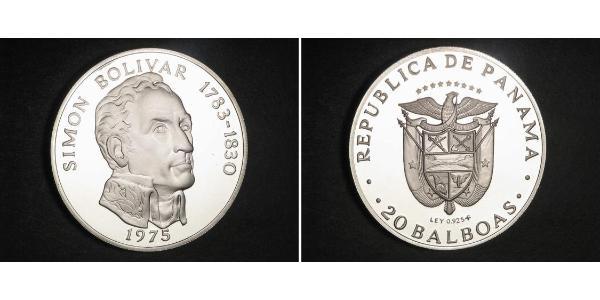 SIMON BOLIVAR 1783-1830
1975
REPUBLICA DE PANAMA
LEY 0.925
· 20 BALBOAS ·